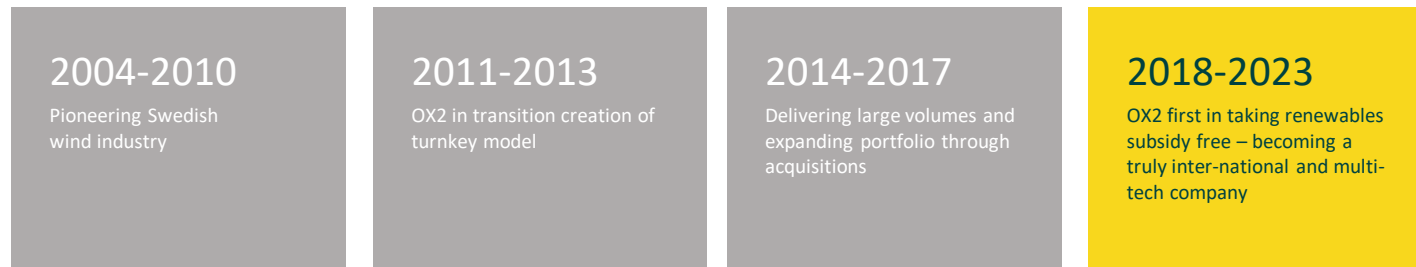 2004-2010
Pioneering Swedish
wind industry
2011-2013
OX2 in transition creation of
turnkey model
2014-2017
Delivering large volumes and
expanding portfolio through
acquisitions
2018-2023
OX2 first in taking renewables
subsidy free – becoming a
truly inter-national and multi-
tech company